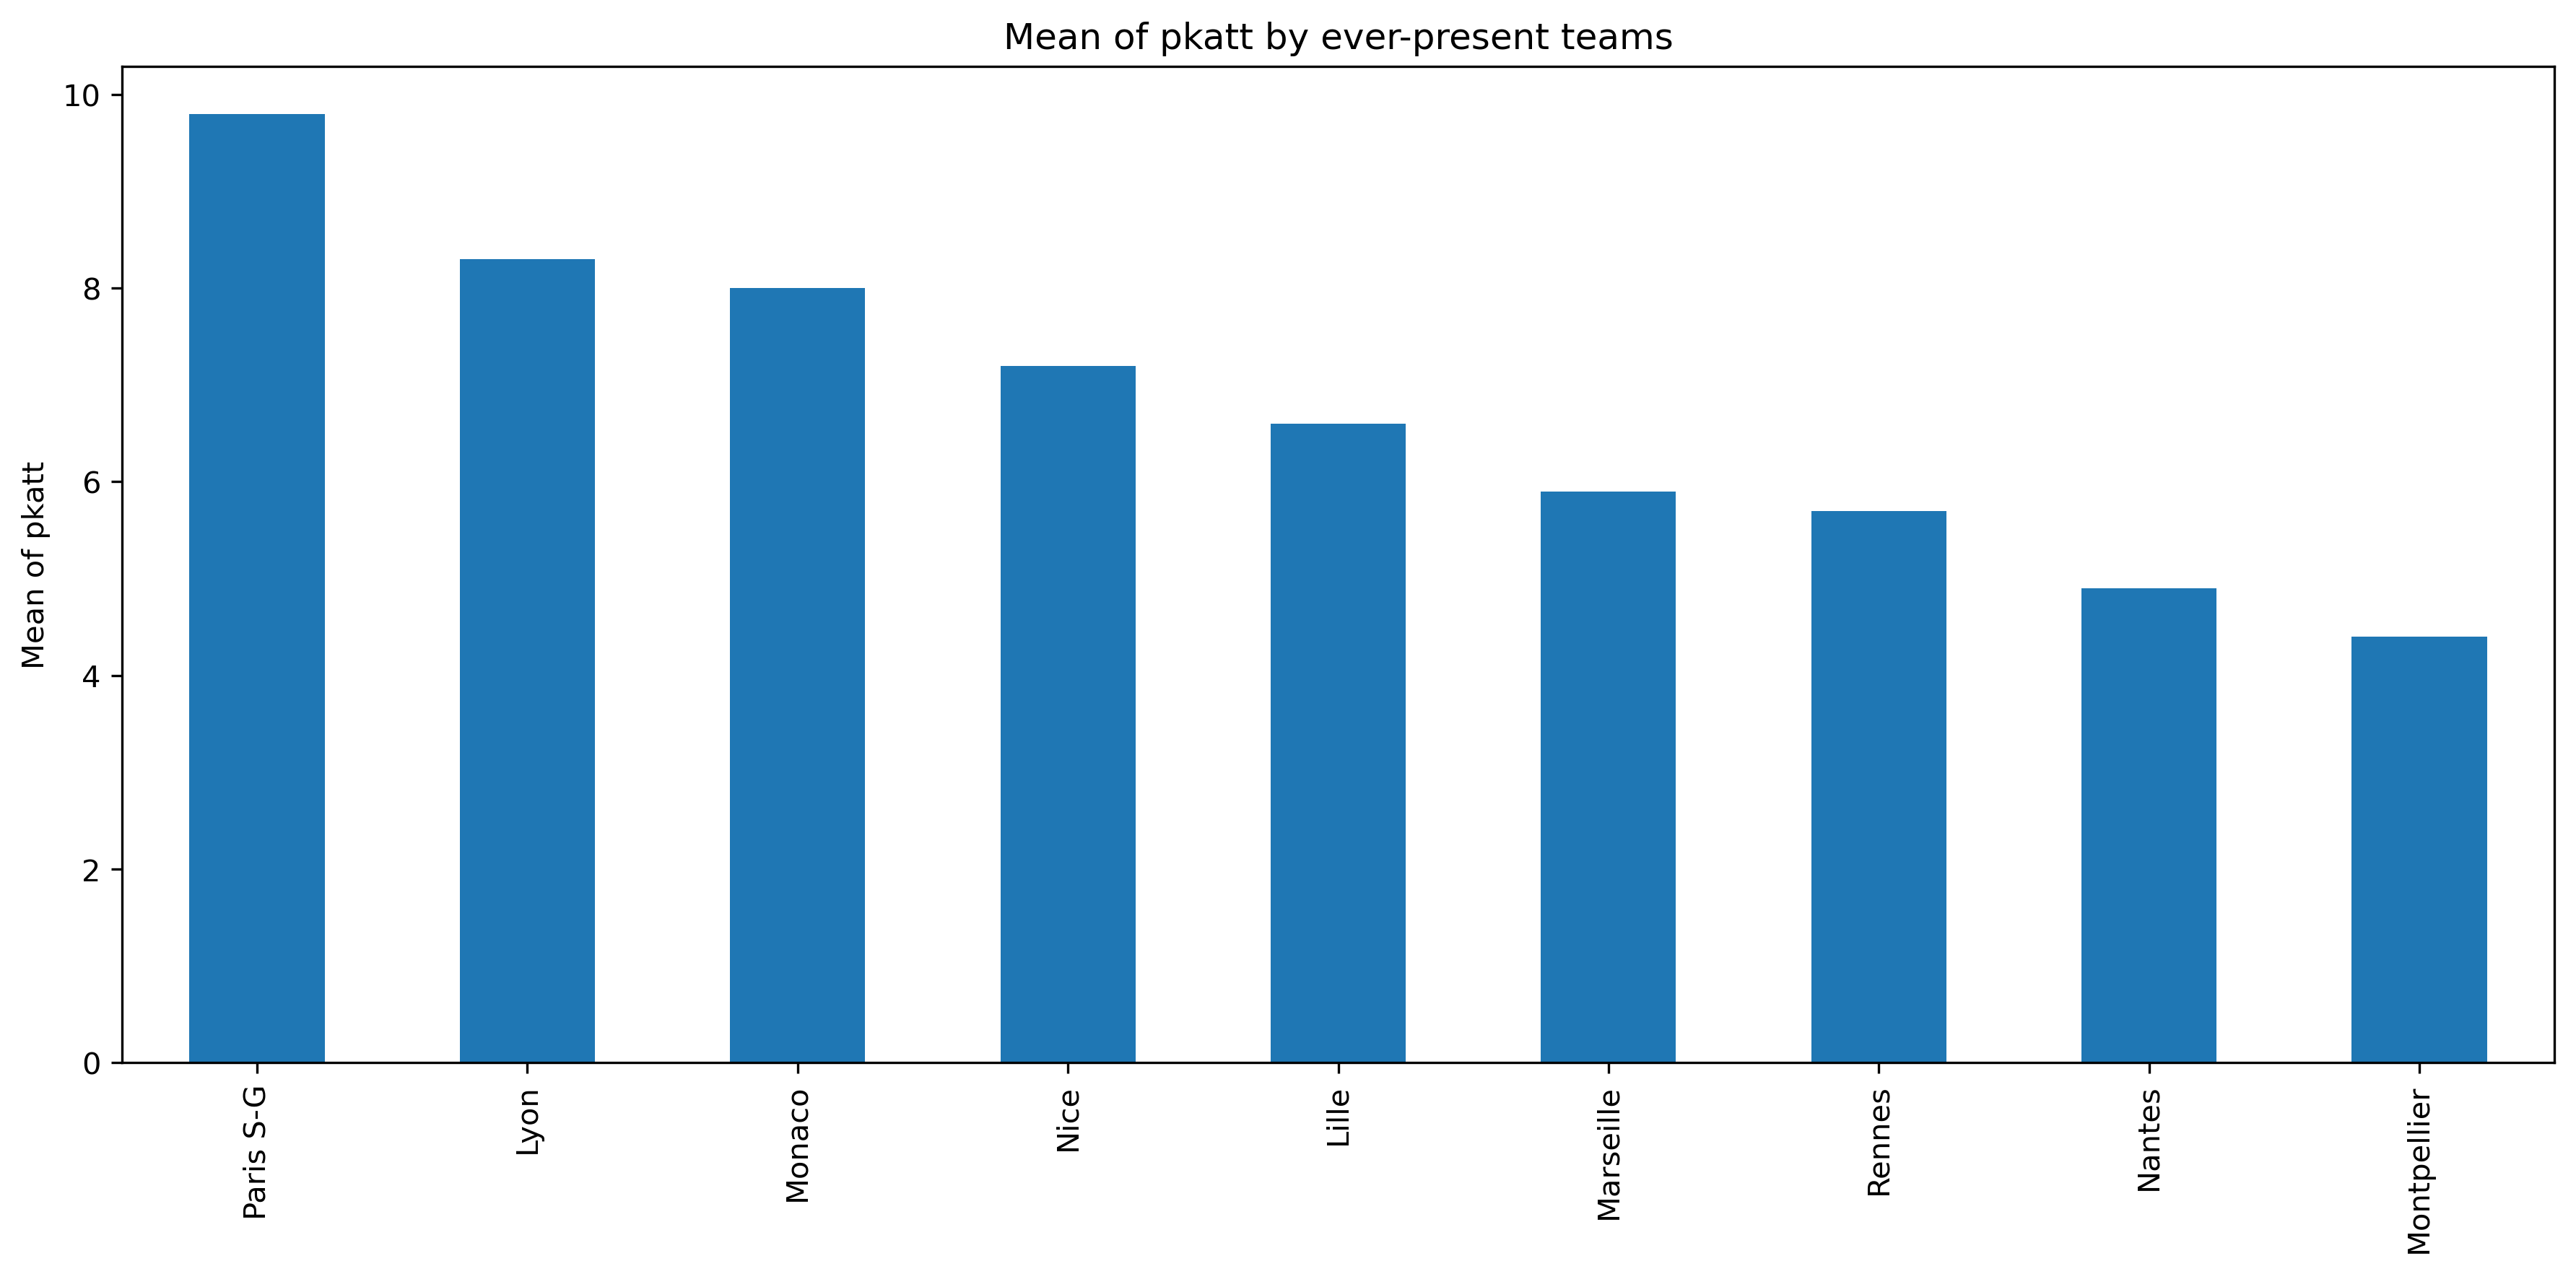 Mean of pkatt by ever-present teams
Mean of pkatt
10
8
6
4
2
0
Paris S-G
Lyon
Monaco
Nice
Lille
Marseille
Rennes
Nantes
Montpellier